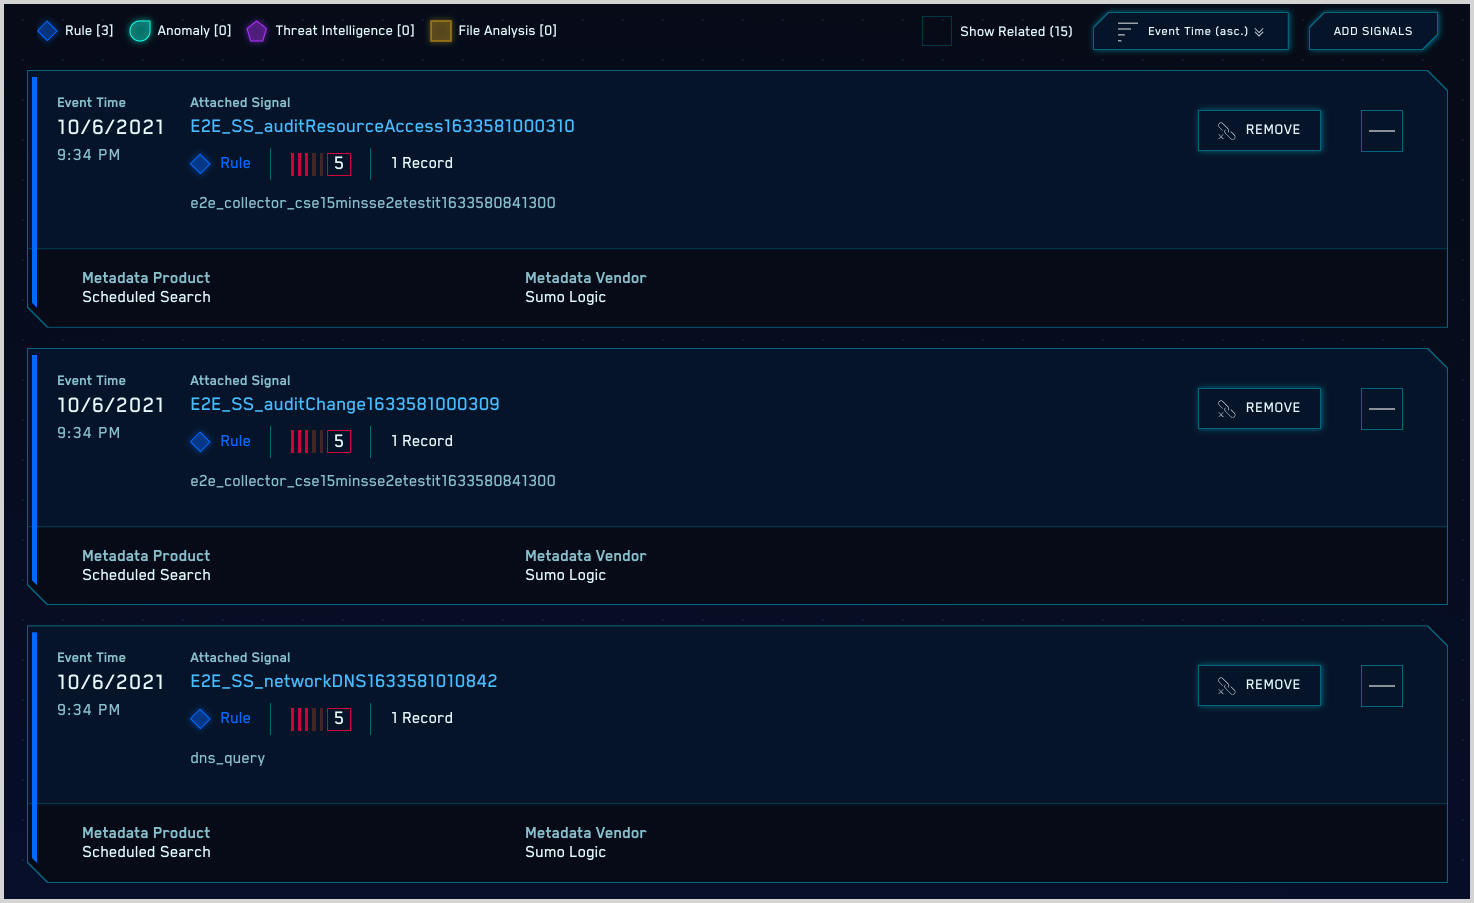 Rule [3] Anomaly [0] Threat Intelligence [0] File Analysis [0] Show Related (15) Event Time (asc.) ADD SIGNALS
Event Time Attached Signal
10/6/2021 E2E_SS_auditResourceAccess1633581000310 REMOVE
9:34 PM Rule 5 1 Record
e2e_collector_cse15minsse2etestit1633580841300
Metadata Product Metadata Vendor
Scheduled Search Sumo Logic
Event Time Attached Signal
10/6/2021 E2E_SS_auditChange1633581000309 REMOVE
9:34 PM Rule 5 1 Record
e2e_collector_cse15minsse2etestit1633580841300
Metadata Product Metadata Vendor
Scheduled Search Sumo Logic
Event Time Attached Signal
10/6/2021 E2E_SS_networkDNS1633581010842 REMOVE
9:34 PM Rule 5 1 Record
dns_query
Metadata Product Metadata Vendor
Scheduled Search Sumo Logic